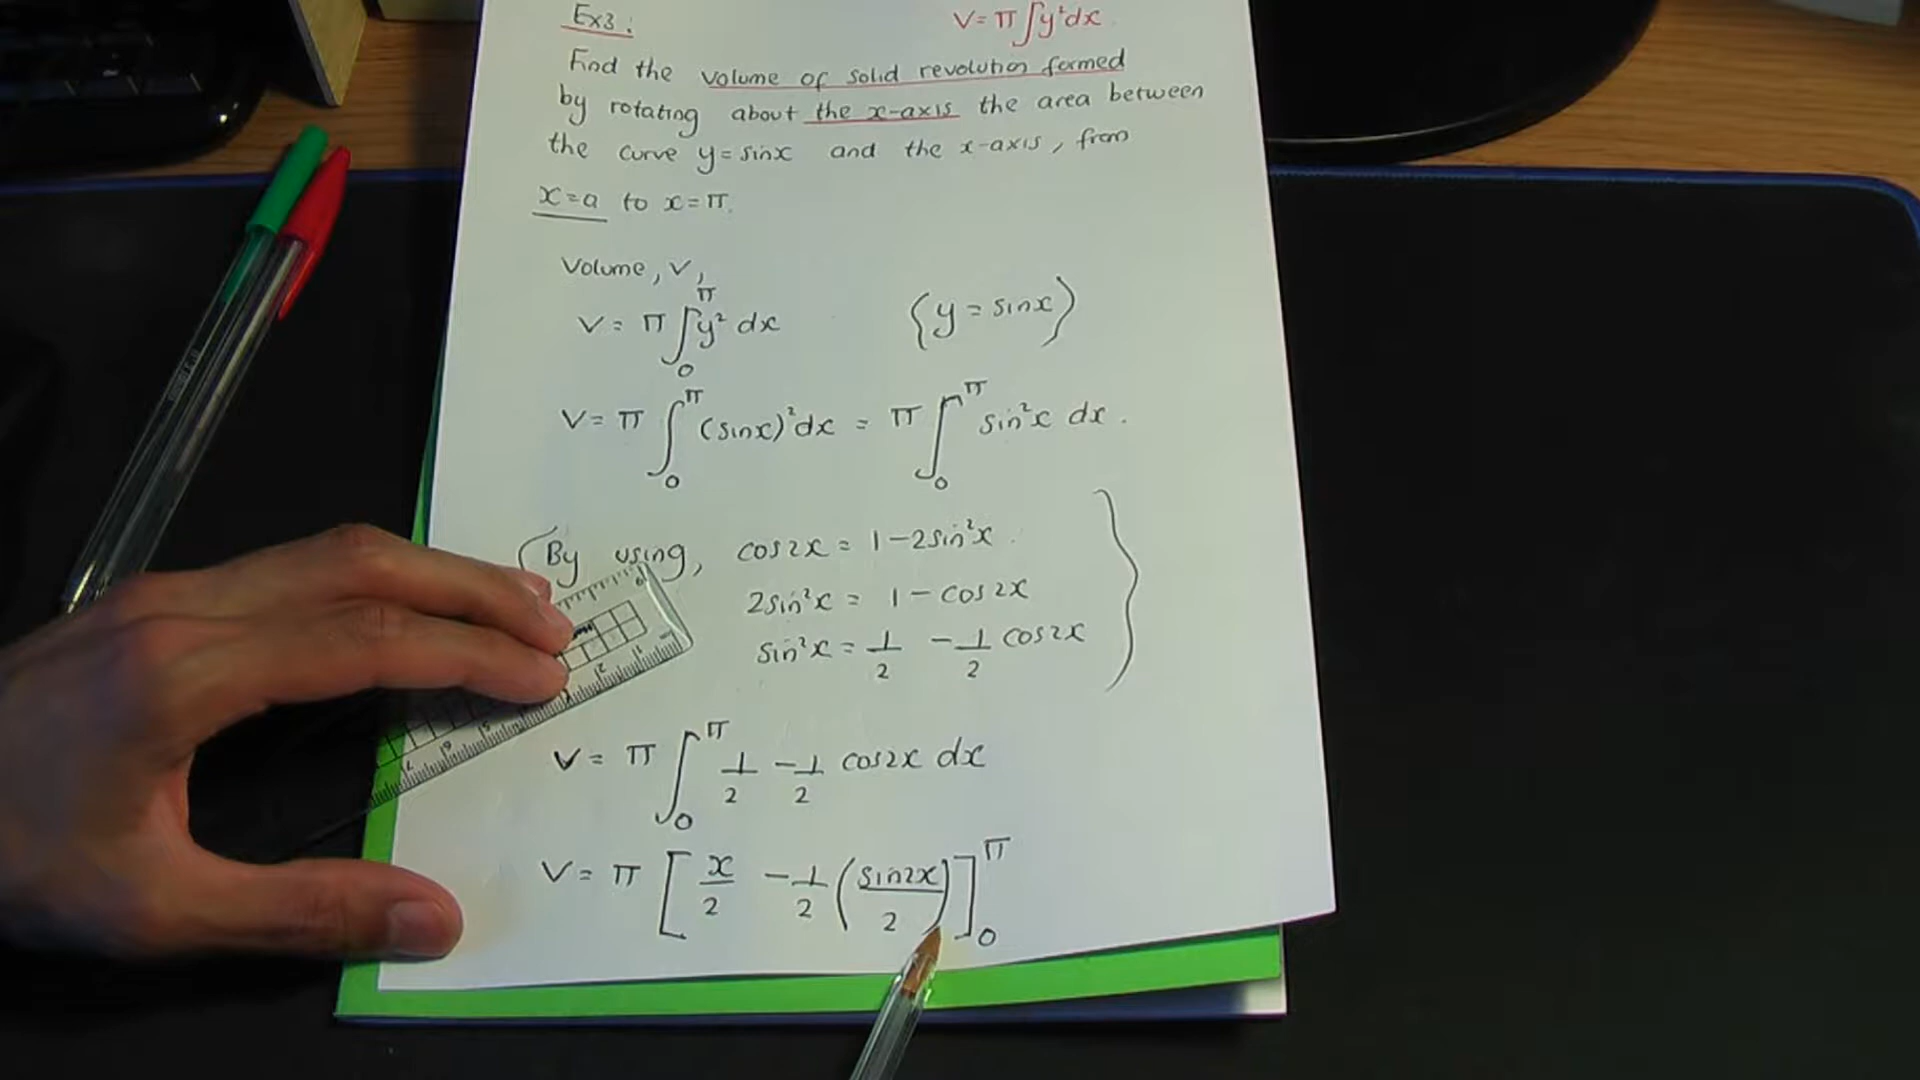 Ex3:
V = π ∫y²dx
Find the volume of solid revolution formed
by rotating about the x-axis the area between
the curve y = sinx and the x-axis, from
x = a to x = π.
Volume, V,
V = π ∫₀^π y² dx (y = sinx)
V = π ∫₀^π (sinx)² dx = π ∫₀^π sin²x dx.
By using, cos2x = 1 - 2sin²x.
2sin²x = 1 - cos2x
sin²x = 1/2 - 1/2 cos2x
V = π ∫₀^π 1/2 - 1/2 cos2x dx
V = π [x/2 - 1/2 (sin2x/2)]₀^π